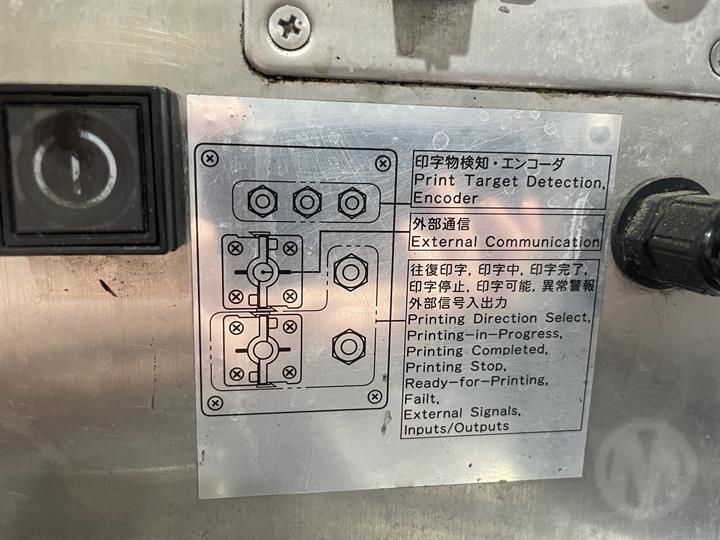 印字物検知・エンコーダ
Print Target Detection,
Encoder
外部通信
External Communication
往復印字, 印字中, 印字完了,
印字停止, 印字可能, 異常警報
外部信号入出力
Printing Direction Select,
Printing-in-Progress,
Printing Completed,
Printing Stop,
Ready-for-Printing,
Failt,
External Signals,
Inputs/Outputs
M